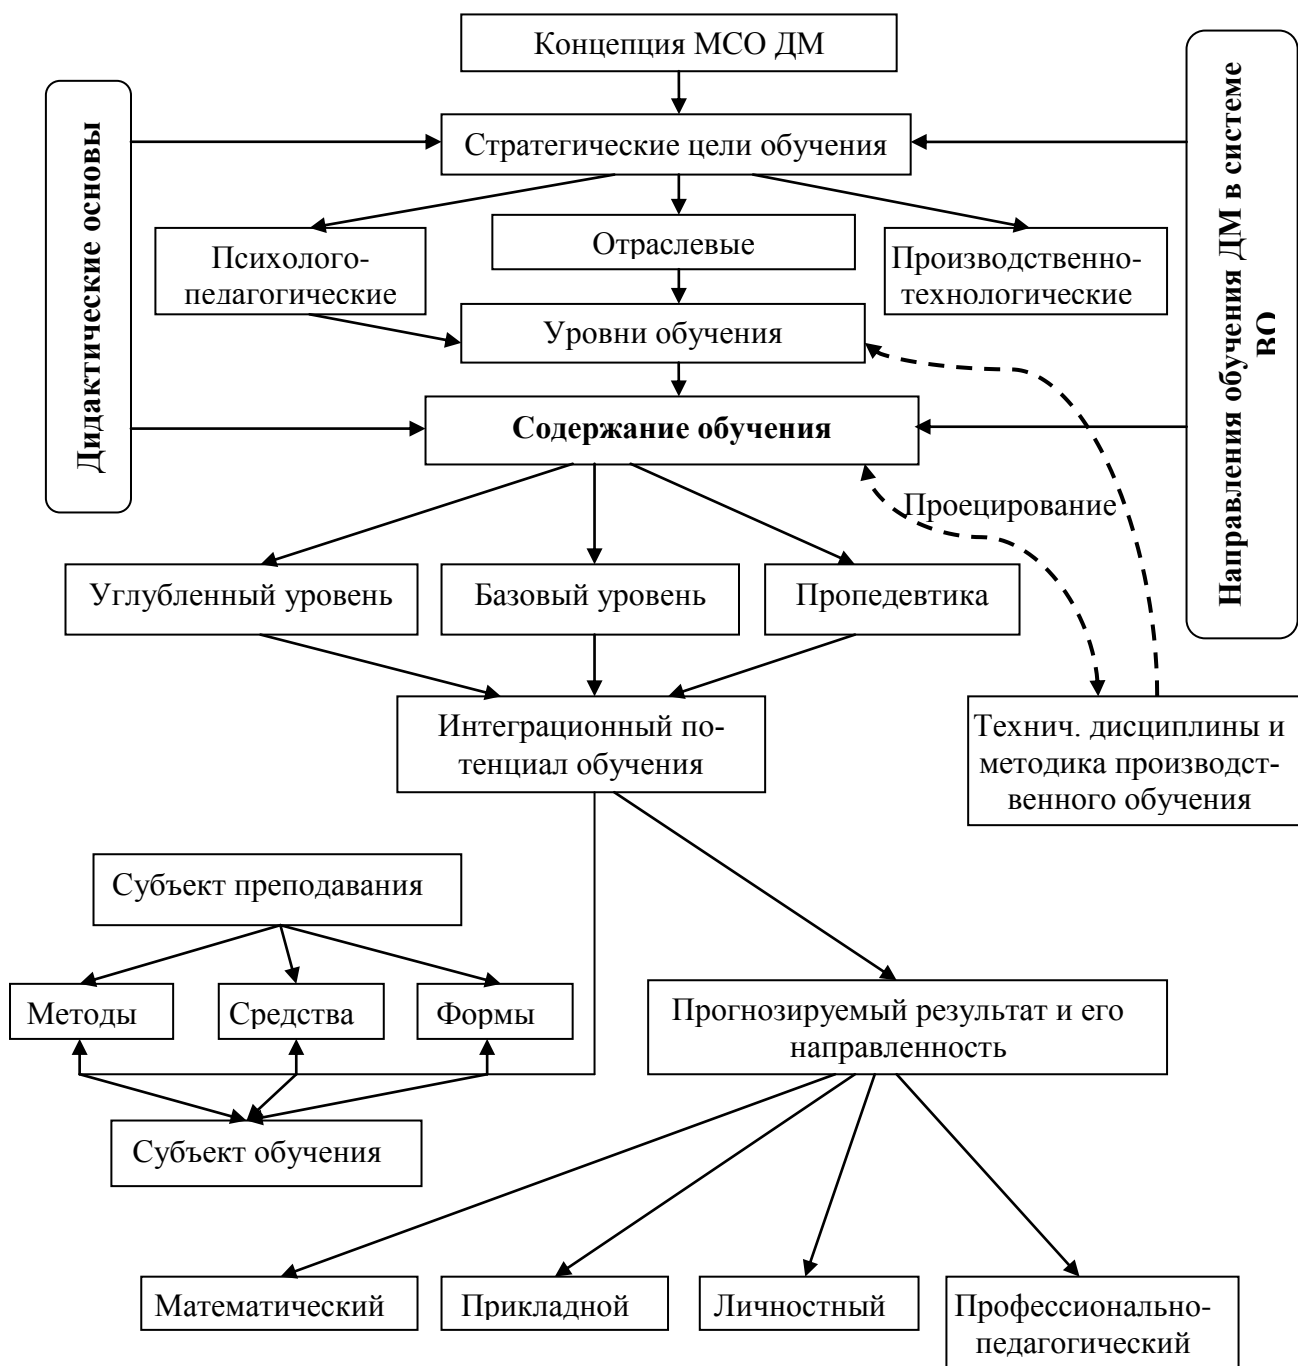 Концепция МСО ДМ
Дидактические основы
Направления обучения ДМ в системе
ВО
Стратегические цели обучения
Психолого-
педагогические
Отраслевые
Производственно-
технологические
Уровни обучения
Содержание обучения
Проецирование
Углубленный уровень
Базовый уровень
Пропедевтика
Интеграционный по-
тенциал обучения
Технич. дисциплины и
методика производст-
венного обучения
Субъект преподавания
Методы
Средства
Формы
Прогнозируемый результат и его
направленность
Субъект обучения
Математический
Прикладной
Личностный
Профессионально-
педагогический